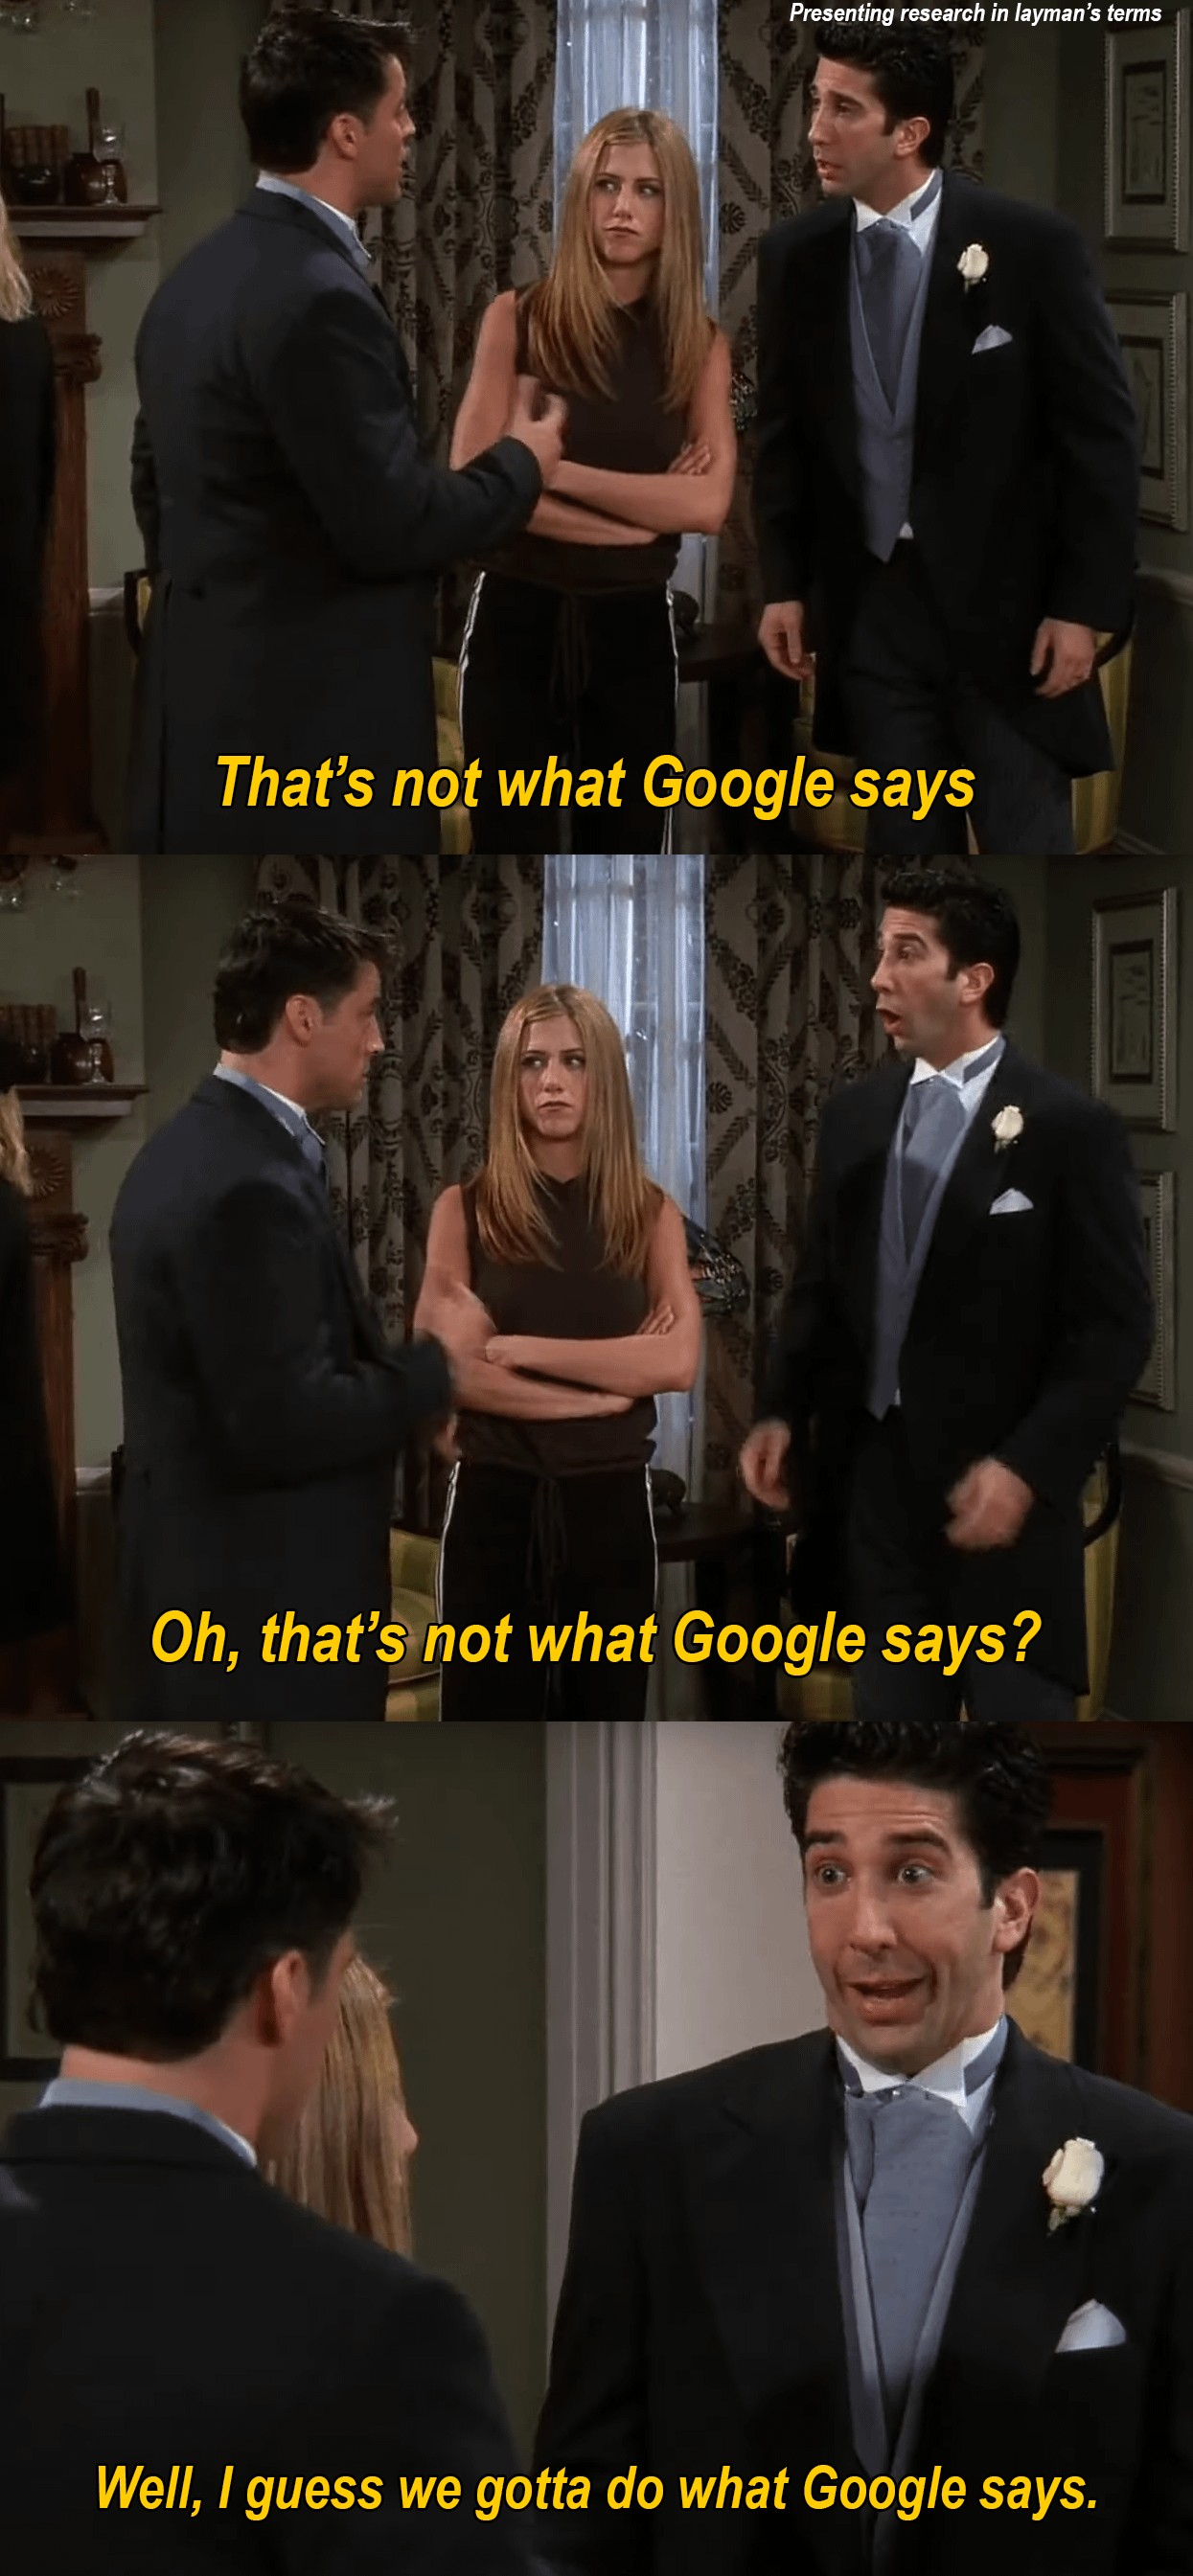 Presenting research in layman's terms
That's not what Google says
Oh, that's not what Google says?
Well, I guess we gotta do what Google says.